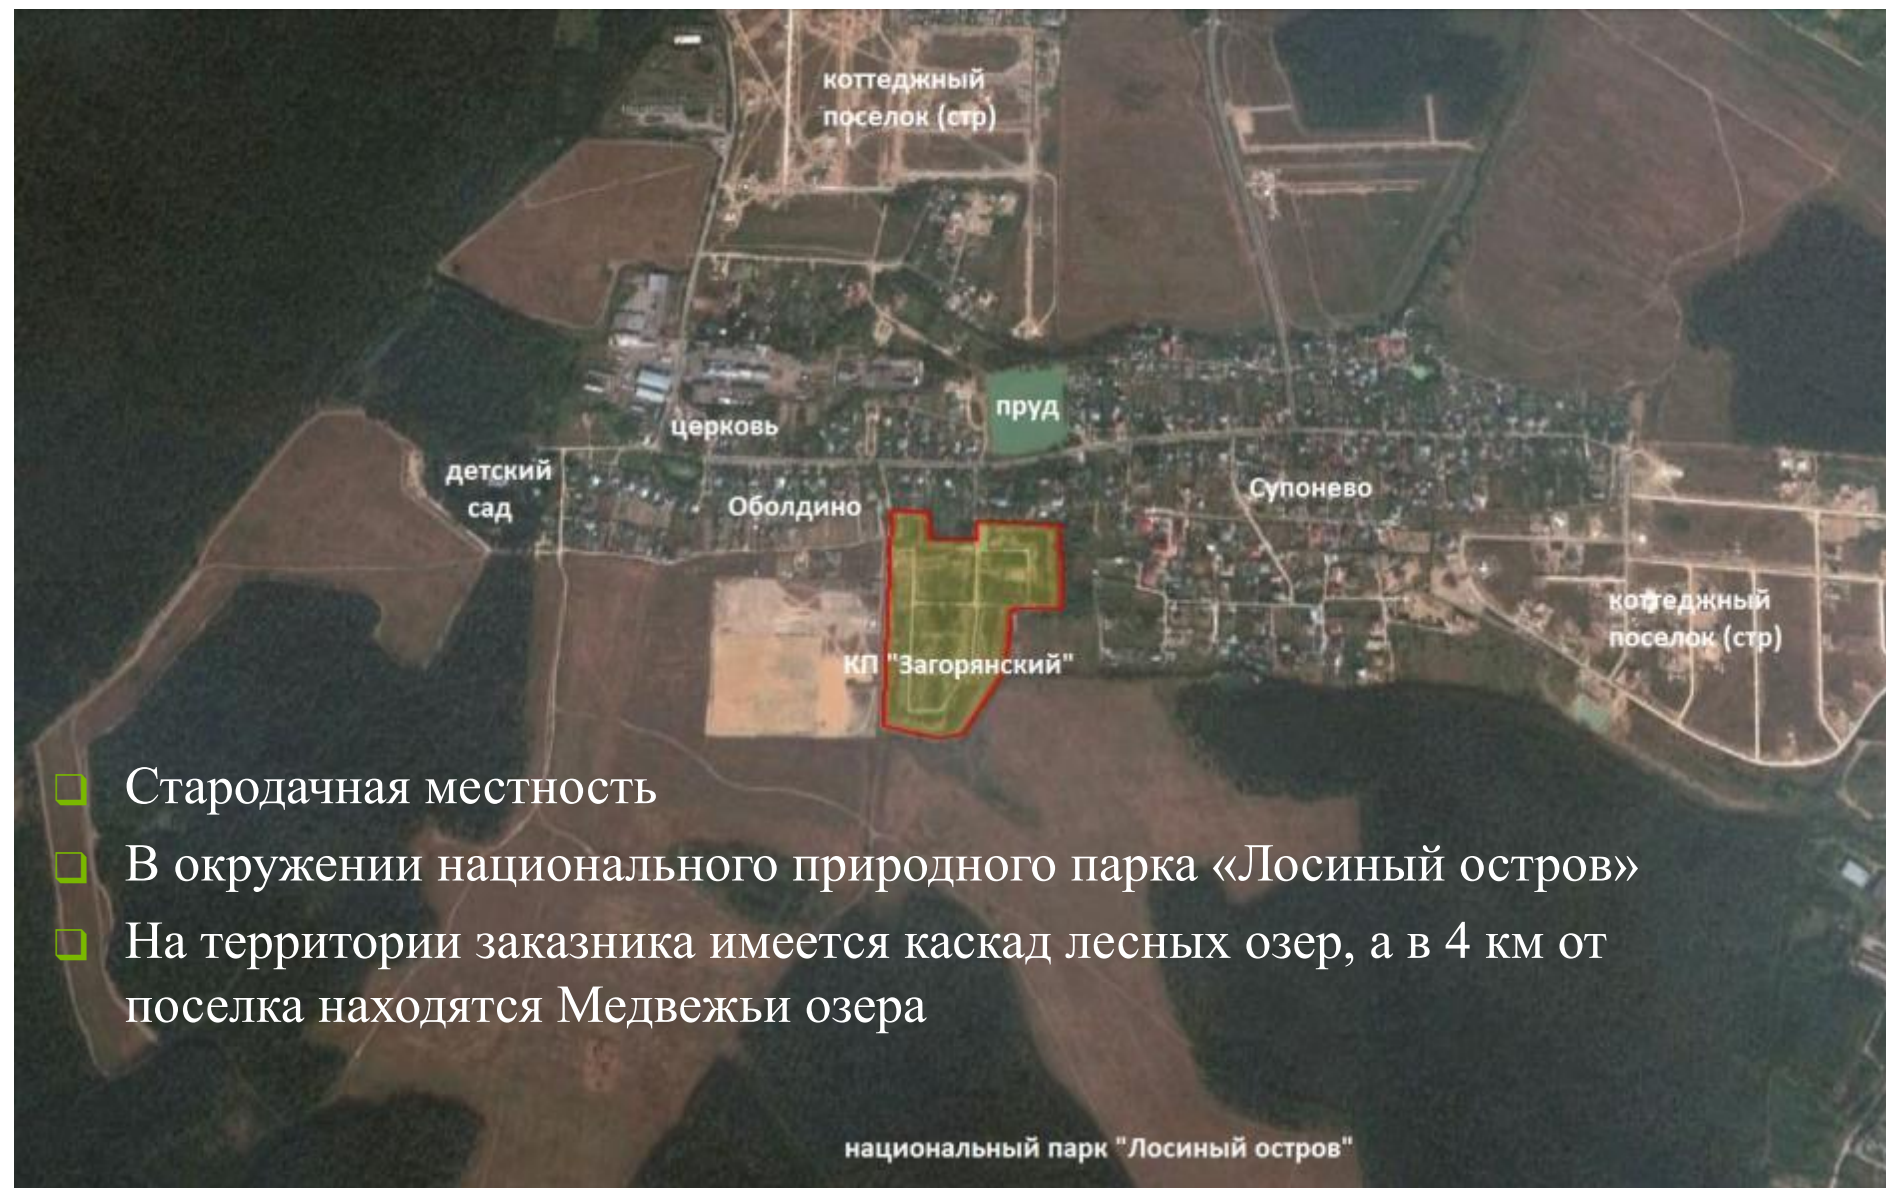 коттеджный
поселок (стр)
пруд
церковь
детский
сад
Оболдино
Супонево
коттеджный
поселок (стр)
КП "Загорянский"
Стародачная местность
В окружении национального природного парка «Лосиный остров»
На территории заказника имеется каскад лесных озер, а в 4 км от
поселка находятся Медвежьи озера
национальный парк "Лосиный остров"